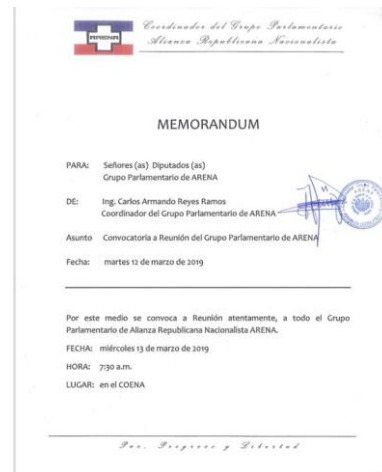 ARENA
Coordinador del Grupo Parlamentario
Alianza Republicana Nacionalista
MEMORANDUM
PARA: Señores (as) Diputados (as)
Grupo Parlamentario de ARENA
DE: Ing. Carlos Armando Reyes Ramos
Coordinador del Grupo Parlamentario de ARENA
Asunto Convocatoria a Reunión del Grupo Parlamentario de ARENA
Fecha: martes 12 de marzo de 2019
Por este medio se convoca a Reunión atentamente, a todo el Grupo
Parlamentario de Alianza Republicana Nacionalista ARENA.
FECHA: miércoles 13 de marzo de 2019
HORA: 7:30 a.m.
LUGAR: en el COENA
Paz, Progreso y Libertad